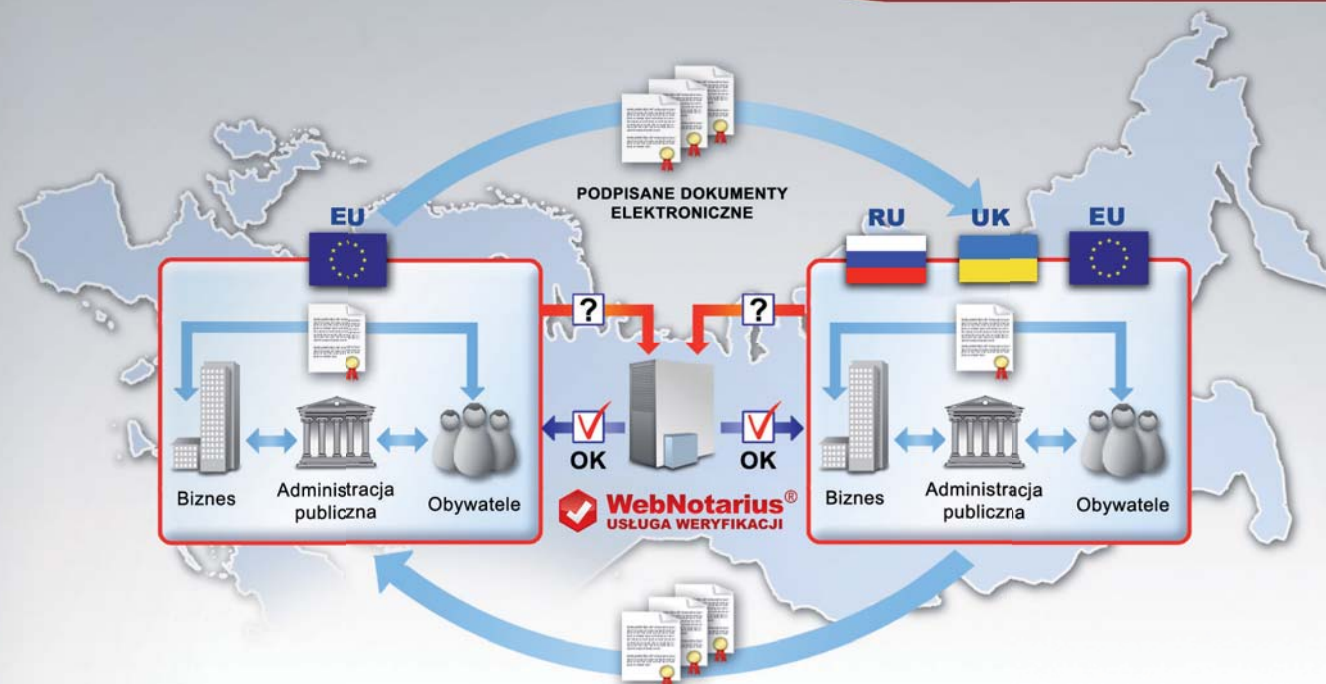 PODPISANE DOKUMENTY
ELEKTRONICZNE
EU
RU UK EU
? ?
OK OK
Biznes
Administracja
publiczna
Obywatele
WebNotarius®
USŁUGA WERYFIKACJI
Biznes
Administracja
publiczna
Obywatele